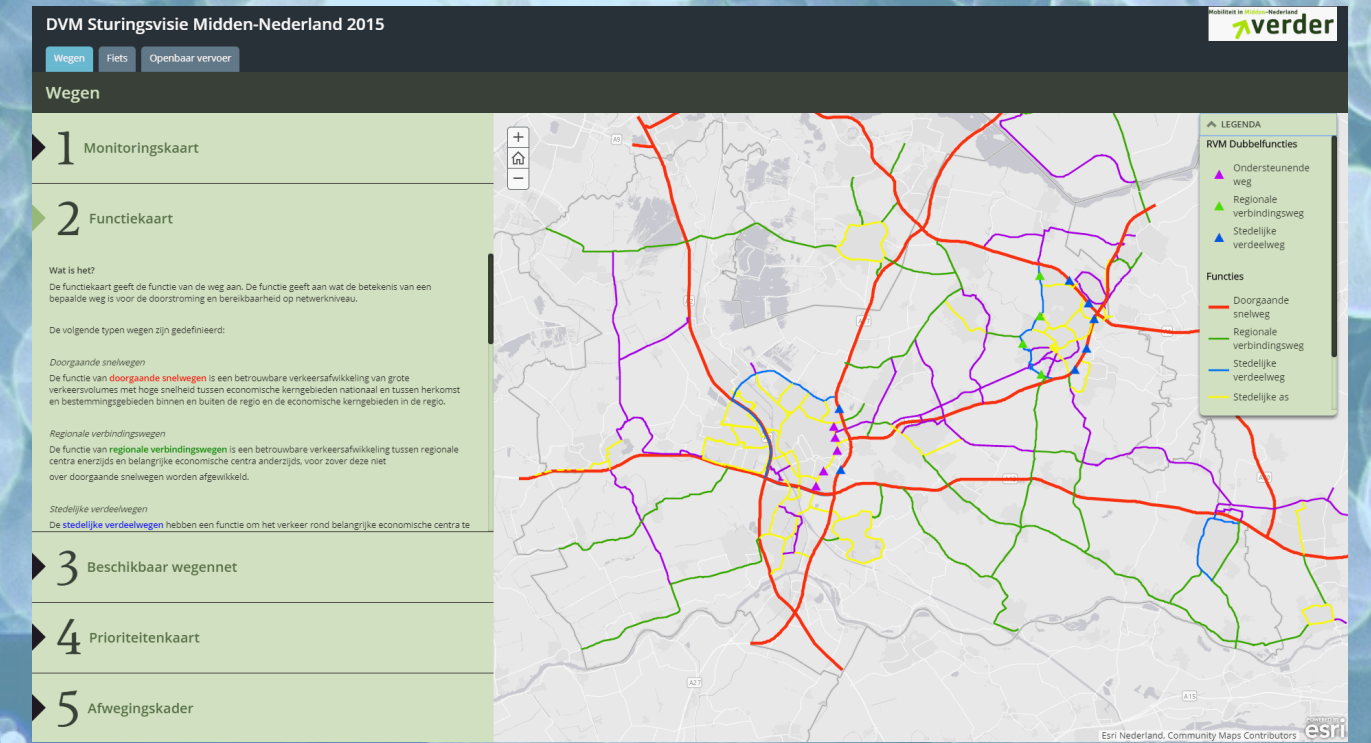 DVM Sturingsvisie Midden-Nederland 2015
Mobiliteit in Midden-Nederland
verder
Wegen
Fiets
Openbaar vervoer
Wegen
1 Monitoringskaart
2 Functiekaart
Wat is het?
De functiekaart geeft de functie van de weg aan. De functie geeft aan wat de betekenis van een
bepaalde weg is voor de doorstroming en bereikbaarheid op netwerkniveau.
De volgende typen wegen zijn gedefinieerd:
Doorgaande snelwegen
De functie van doorgaande snelwegen is een betrouwbare verkeersafwikkeling van grote
verkeersvolumes met hoge snelheid tussen economische kerngebieden nationaal en tussen herkomst
en bestemmingsgebieden binnen en buiten de regio en de economische kerngebieden in de regio.
Regionale verbindingswegen
De functie van regionale verbindingswegen is een betrouwbare verkeersafwikkeling tussen regionale
centra enerzijds en belangrijke economische centra anderzijds, voor zover deze niet
over doorgaande snelwegen worden afgewikkeld.
Stedelijke verdeelwegen
De stedelijke verdeelwegen hebben een functie om het verkeer rond belangrijke economische centra te
3 Beschikbaar wegennet
4 Prioriteitenkaart
5 Afwegingskader
+
−
A9
A27
A15
LEGENDA
RVM Dubbelfuncties
Ondersteunende
weg
Regionale
verbindingsweg
Stedelijke
verdeelweg
Functies
Doorgaande
snelweg
Regionale
verbindingsweg
Stedelijke
verdeelweg
Stedelijke as
Esri Nederland, Community Maps Contributors
POWERED BY
esri